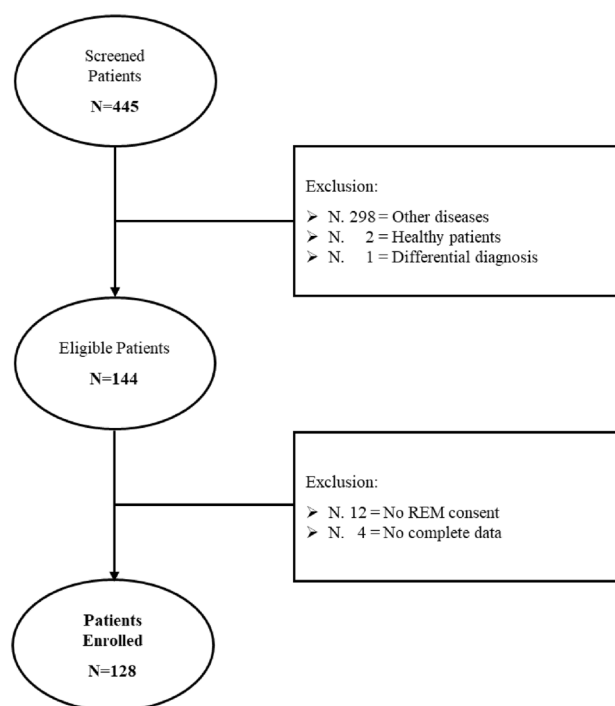 Screened
Patients
N=445
Exclusion:
➢ N. 298 = Other diseases
➢ N. 2 = Healthy patients
➢ N. 1 = Differential diagnosis
Eligible Patients
N=144
Exclusion:
➢ N. 12 = No REM consent
➢ N. 4 = No complete data
Patients
Enrolled
N=128